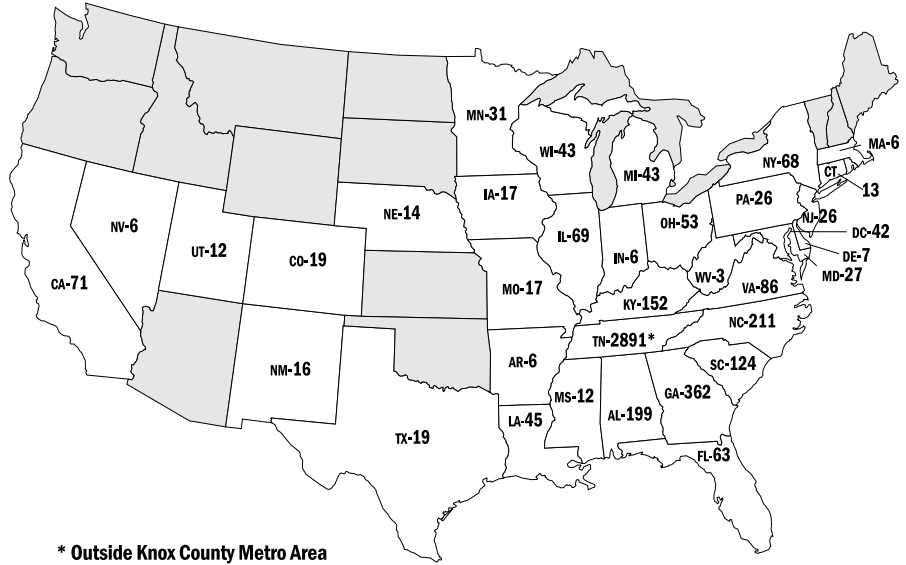 MN-31
WI-43
MI-43
NY-68
MA-6
CT
13
IA-17
PA-26
NJ-26
NE-14
OH-53
DC-42
NV-6
IL-69
IN-6
DE-7
UT-12
CO-19
WV-3
MD-27
CA-71
MO-17
VA-86
KY-152
NC-211
TN-2891*
AR-6
SC-124
NM-16
MS-12
GA-362
AL-199
LA-45
TX-19
FL-63
* Outside Knox County Metro Area